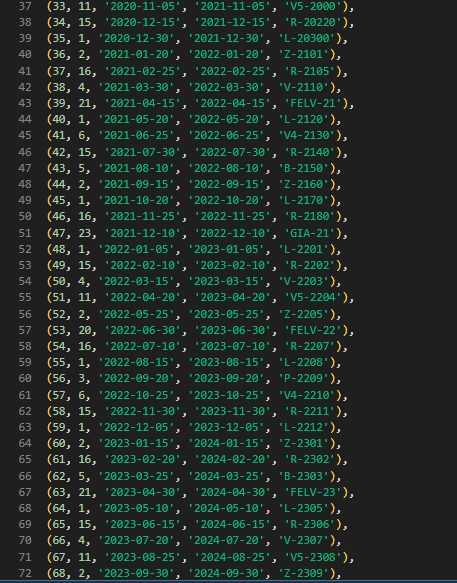 37 (33, 11, '2020-11-05', '2021-11-05', 'V5-2000'),
38 (34, 15, '2020-12-15', '2021-12-15', 'R-20220'),
39 (35, 1, '2020-12-30', '2021-12-30', 'L-20300'),
40 (36, 2, '2021-01-20', '2022-01-20', 'Z-2101'),
41 (37, 16, '2021-02-25', '2022-02-25', 'R-2105'),
42 (38, 4, '2021-03-30', '2022-03-30', 'V-2110'),
43 (39, 21, '2021-04-15', '2022-04-15', 'FELV-21'),
44 (40, 1, '2021-05-20', '2022-05-20', 'L-2120'),
45 (41, 6, '2021-06-25', '2022-06-25', 'V4-2130'),
46 (42, 15, '2021-07-30', '2022-07-30', 'R-2140'),
47 (43, 5, '2021-08-10', '2022-08-10', 'B-2150'),
48 (44, 2, '2021-09-15', '2022-09-15', 'Z-2160'),
49 (45, 1, '2021-10-20', '2022-10-20', 'L-2170'),
50 (46, 16, '2021-11-25', '2022-11-25', 'R-2180'),
51 (47, 23, '2021-12-10', '2022-12-10', 'GIA-21'),
52 (48, 1, '2022-01-05', '2023-01-05', 'L-2201'),
53 (49, 15, '2022-02-10', '2023-02-10', 'R-2202'),
54 (50, 4, '2022-03-15', '2023-03-15', 'V-2203'),
55 (51, 11, '2022-04-20', '2023-04-20', 'V5-2204'),
56 (52, 2, '2022-05-25', '2023-05-25', 'Z-2205'),
57 (53, 20, '2022-06-30', '2023-06-30', 'FELV-22'),
58 (54, 16, '2022-07-10', '2023-07-10', 'R-2207'),
59 (55, 1, '2022-08-15', '2023-08-15', 'L-2208'),
60 (56, 3, '2022-09-20', '2023-09-20', 'P-2209'),
61 (57, 6, '2022-10-25', '2023-10-25', 'V4-2210'),
62 (58, 15, '2022-11-30', '2023-11-30', 'R-2211'),
63 (59, 1, '2022-12-05', '2023-12-05', 'L-2212'),
64 (60, 2, '2023-01-15', '2024-01-15', 'Z-2301'),
65 (61, 16, '2023-02-20', '2024-02-20', 'R-2302'),
66 (62, 5, '2023-03-25', '2024-03-25', 'B-2303'),
67 (63, 21, '2023-04-30', '2024-04-30', 'FELV-23'),
68 (64, 1, '2023-05-10', '2024-05-10', 'L-2305'),
69 (65, 15, '2023-06-15', '2024-06-15', 'R-2306'),
70 (66, 4, '2023-07-20', '2024-07-20', 'V-2307'),
71 (67, 11, '2023-08-25', '2024-08-25', 'V5-2308'),
72 (68, 2, '2023-09-30', '2024-09-30', 'Z-2309'),